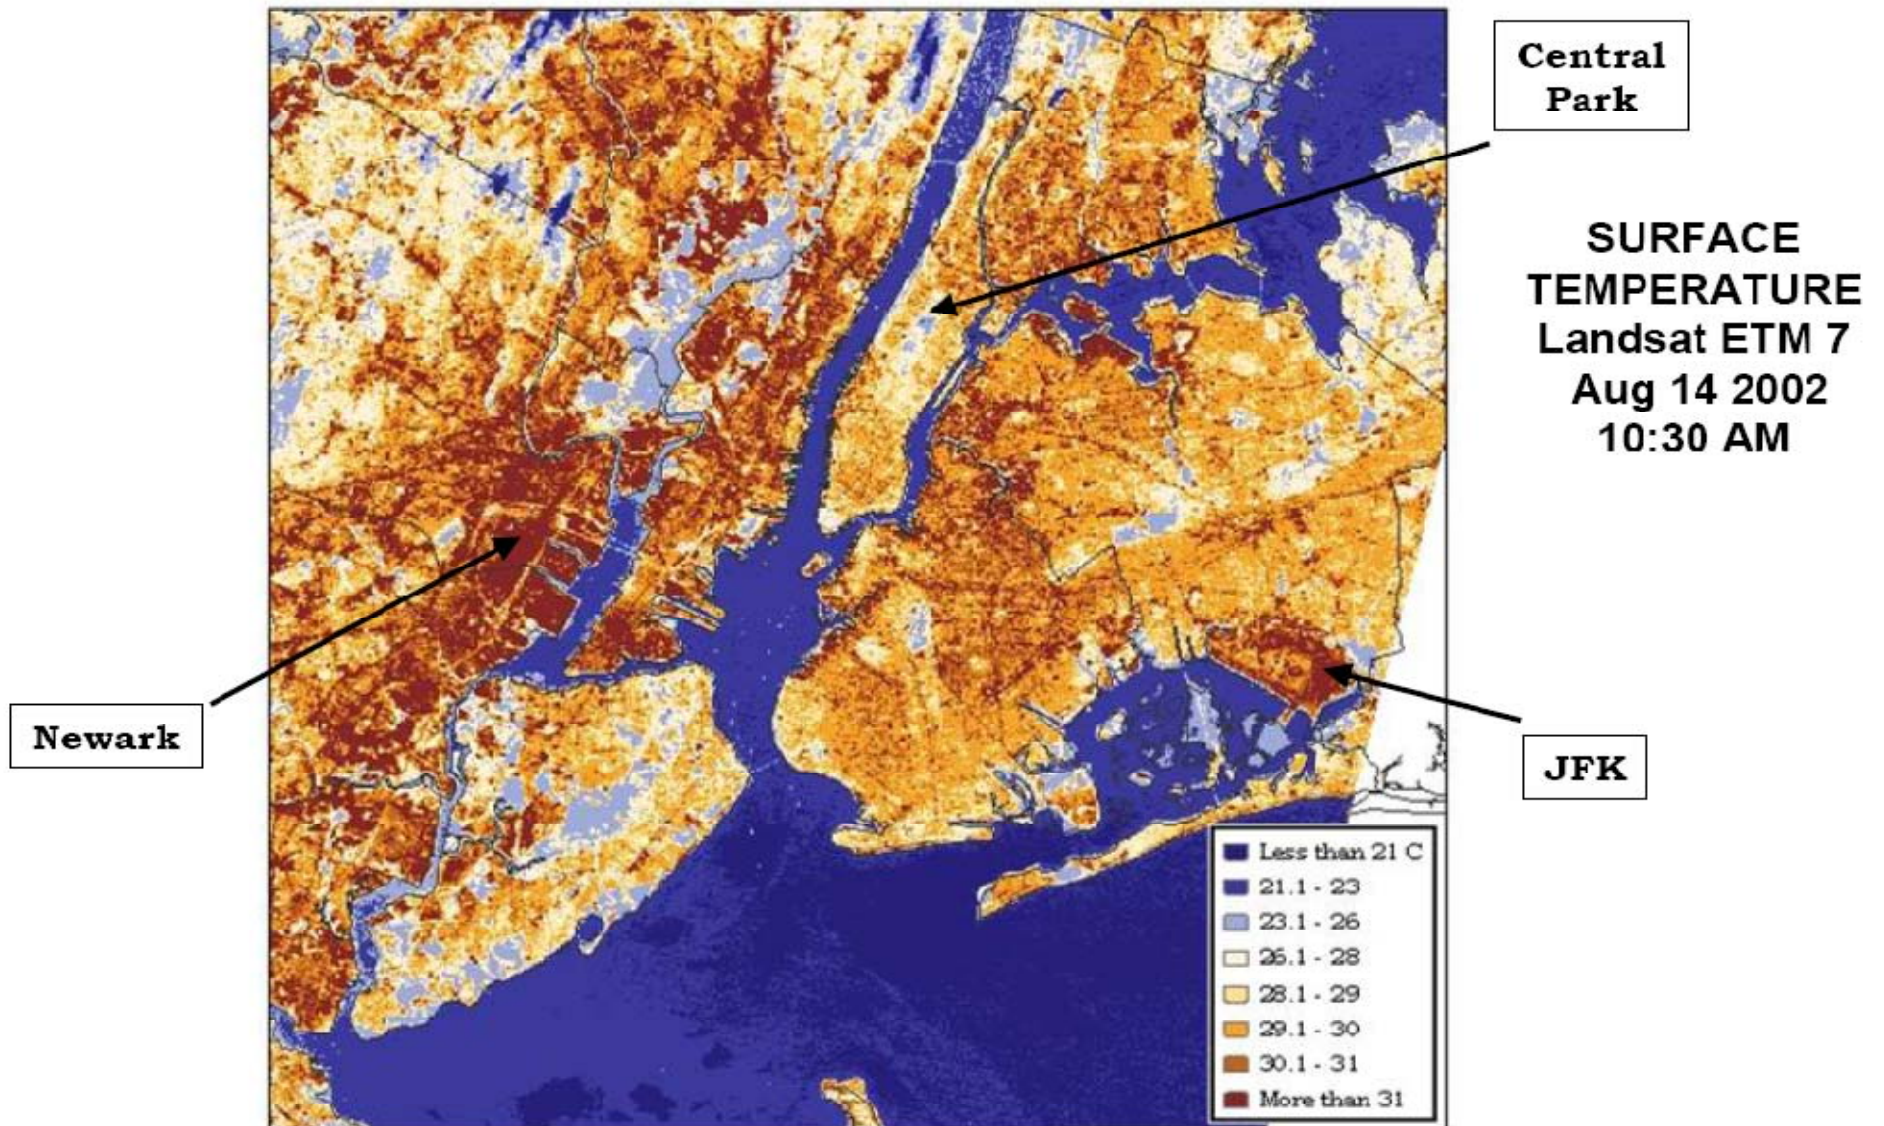 Central
Park
SURFACE
TEMPERATURE
Landsat ETM 7
Aug 14 2002
10:30 AM
Newark
JFK
Less than 21 C
21.1 - 23
23.1 - 26
26.1 - 28
28.1 - 29
29.1 - 30
30.1 - 31
More than 31